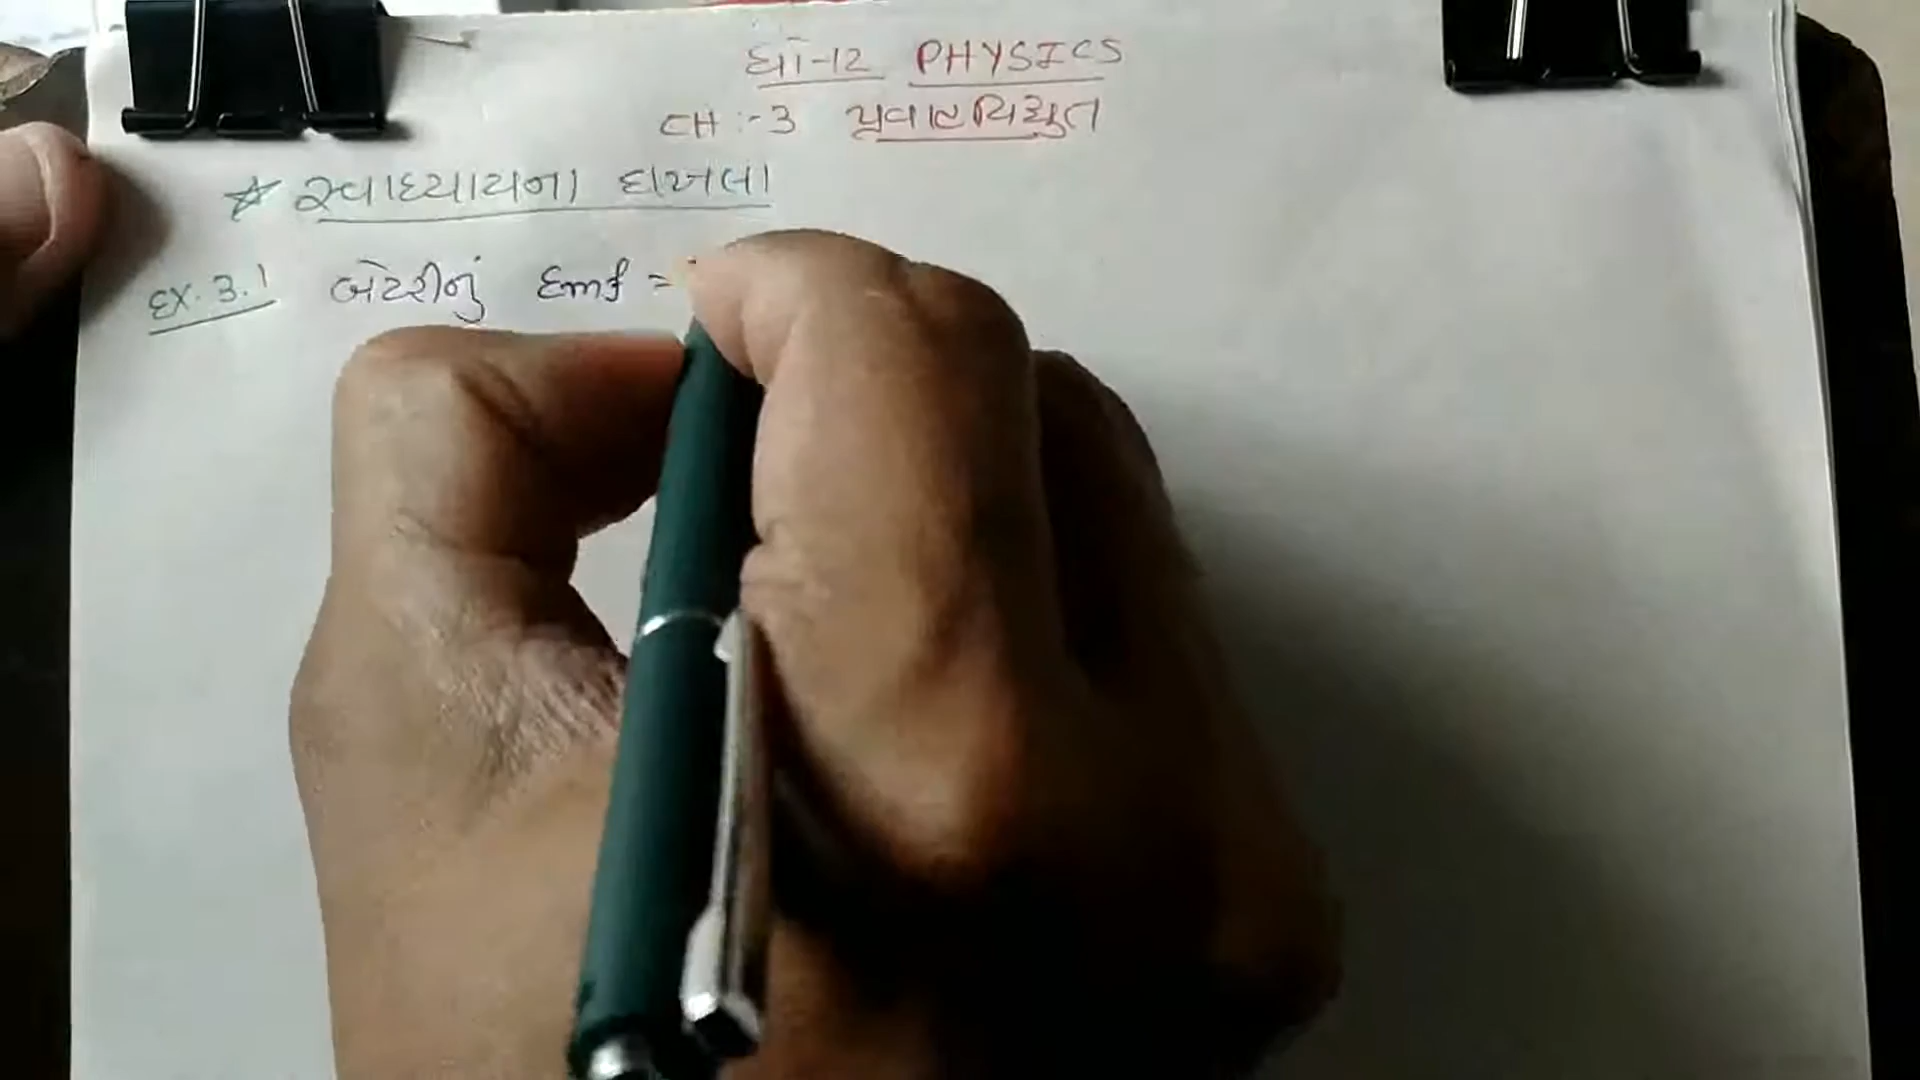 ધો-12 PHYSICS
CH :- 3 પ્રવાહવિદ્યુત
☆ સ્વાધ્યાયના દાખલા
EX. 3.1 બેટરીનું Emf =